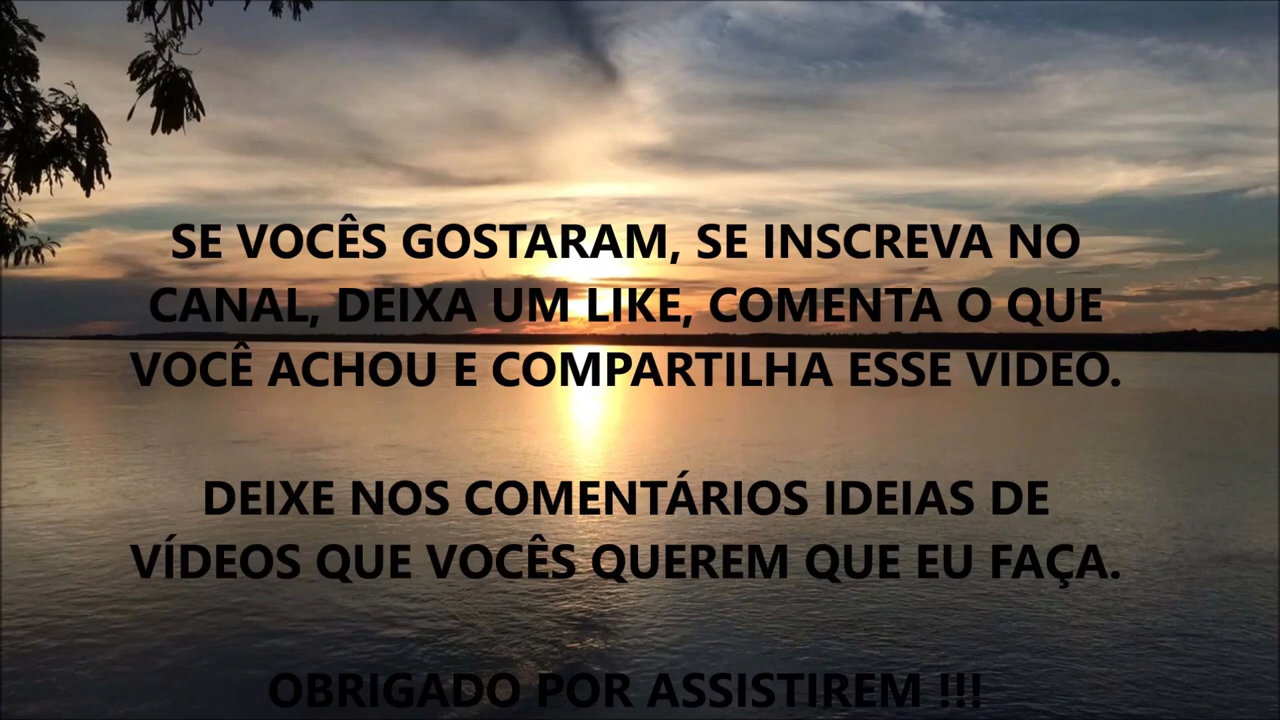 SE VOCÊS GOSTARAM, SE INSCREVA NO
CANAL, DEIXA UM LIKE, COMENTA O QUE
VOCÊ ACHOU E COMPARTILHA ESSE VIDEO.
DEIXE NOS COMENTÁRIOS IDEIAS DE
VÍDEOS QUE VOCÊS QUEREM QUE EU FAÇA.
OBRIGADO POR ASSISTIREM !!!